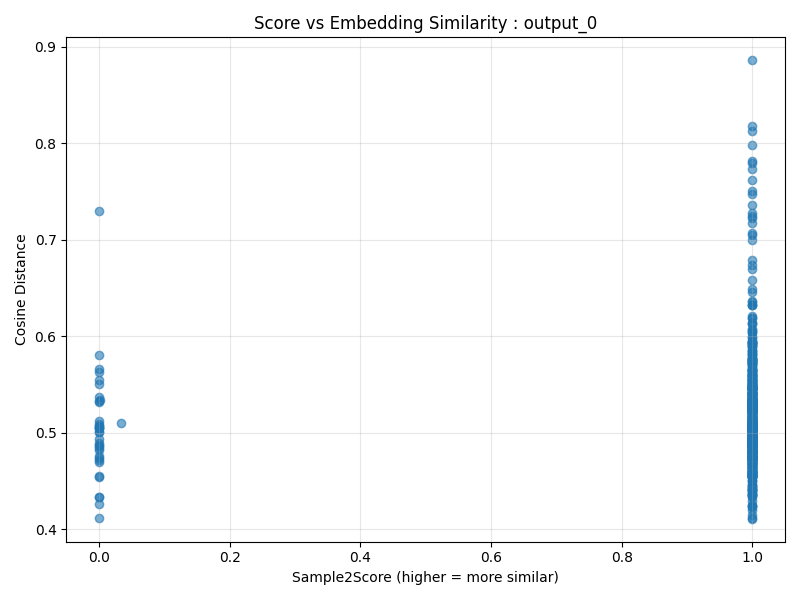 Score vs Embedding Similarity : output_0
0.9
0.8
0.7
0.6
0.5
0.4
Cosine Distance
0.0 0.2 0.4 0.6 0.8 1.0
Sample2Score (higher = more similar)